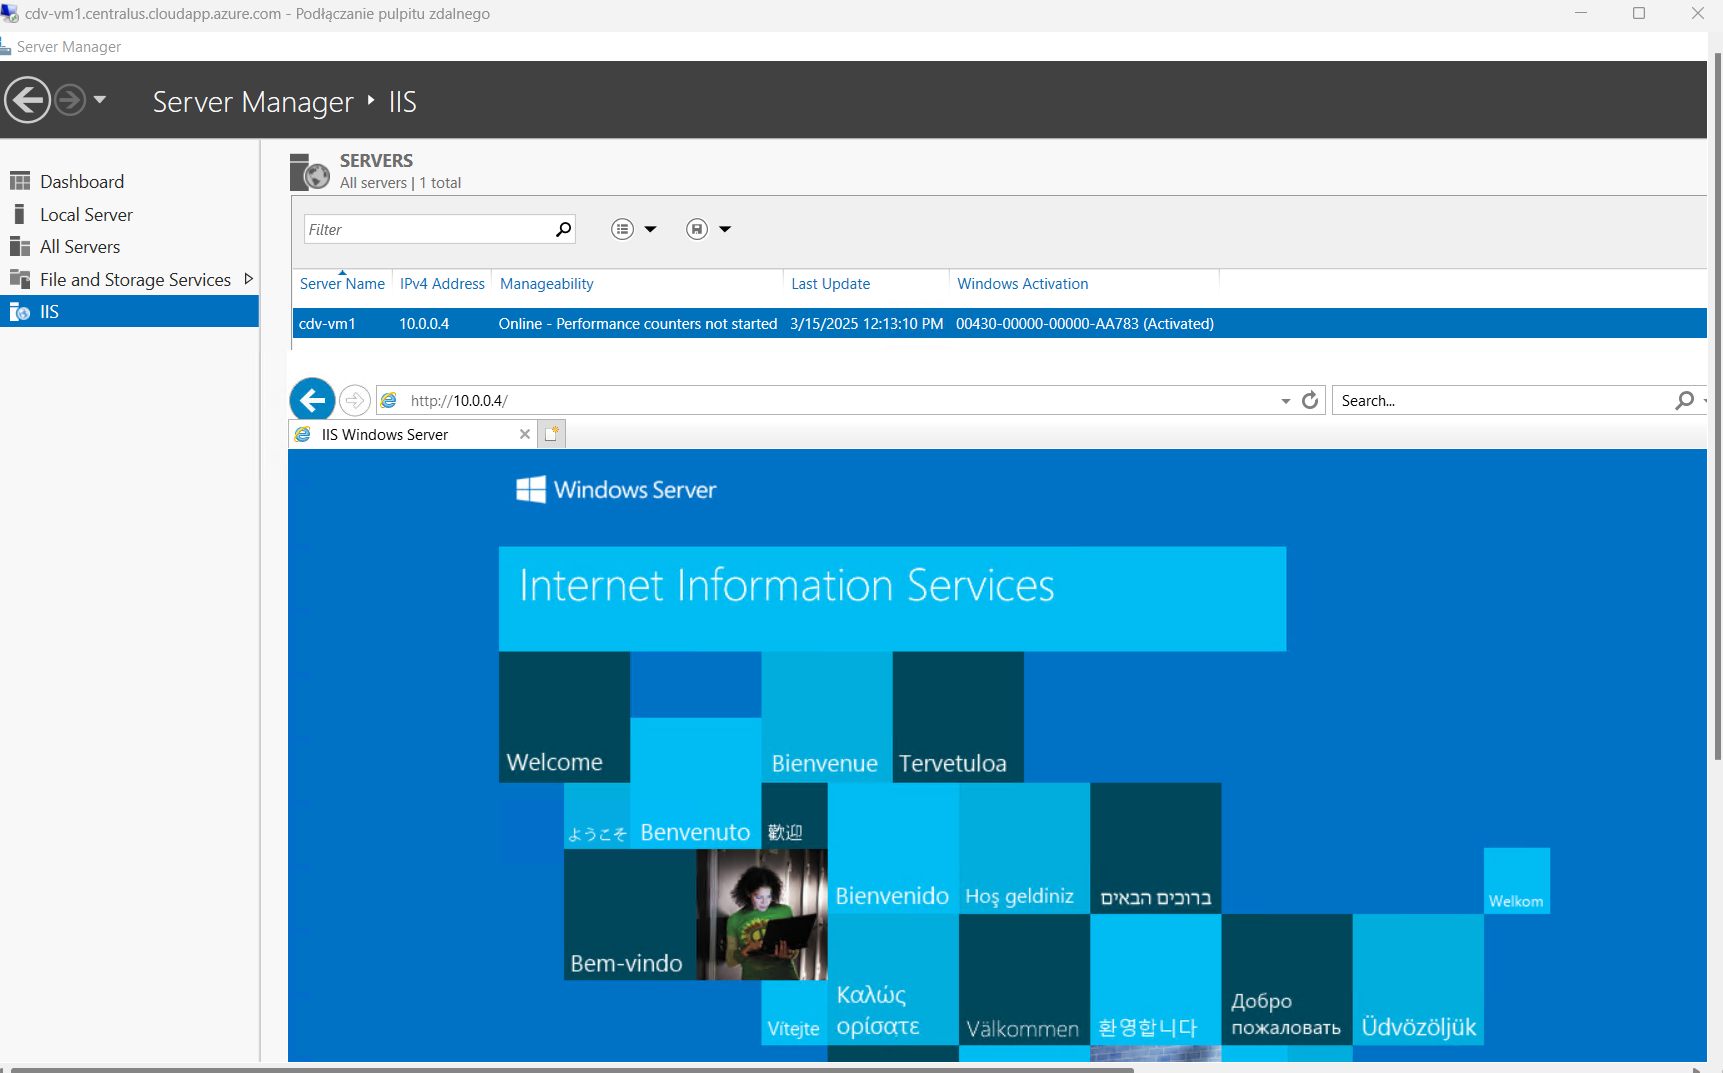 cdv-vm1.centralus.cloudapp.azure.com - Podłączanie pulpitu zdalnego
Server Manager
Server Manager ‣ IIS
Dashboard
Local Server
All Servers
File and Storage Services
IIS
SERVERS
All servers | 1 total
Filter
Server Name IPv4 Address Manageability Last Update Windows Activation
cdv-vm1 10.0.0.4 Online - Performance counters not started 3/15/2025 12:13:10 PM 00430-00000-00000-AA783 (Activated)
http://10.0.0.4/ Search...
IIS Windows Server
Windows Server
Internet Information Services
Welcome
Bienvenue
Tervetuloa
ようこそ
Benvenuto
歡迎
Bienvenido
Hoş geldiniz
ברוכים הבאים
Welkom
Bem-vindo
Vítejte
Καλώς
ορίσατε
Välkommen
환영합니다
Добро
пожаловать
Üdvözöljük